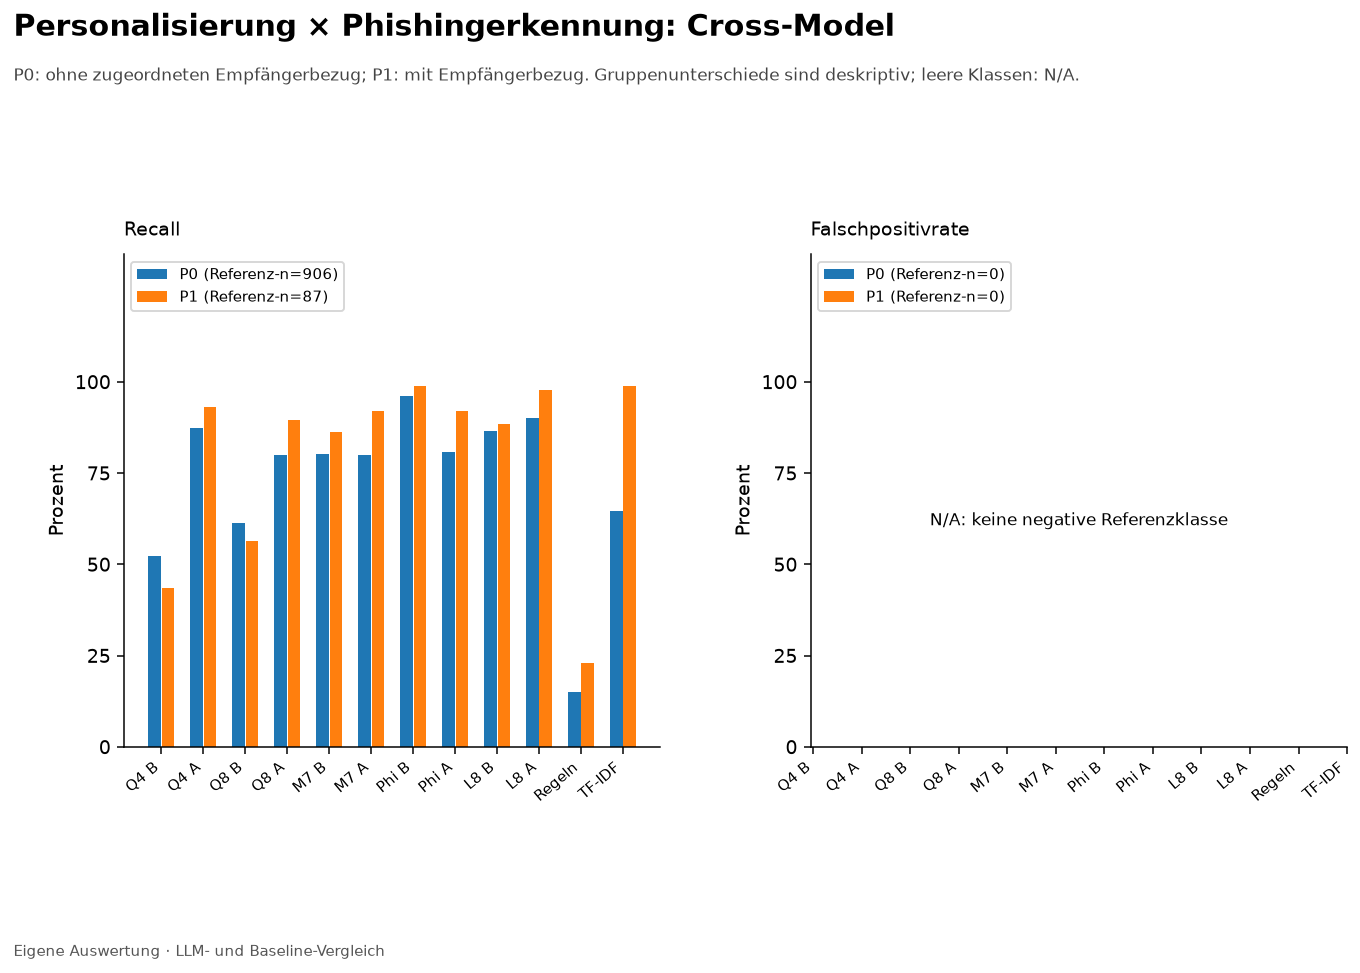 Personalisierung × Phishingerkennung: Cross-Model
P0: ohne zugeordneten Empfängerbezug; P1: mit Empfängerbezug. Gruppenunterschiede sind deskriptiv; leere Klassen: N/A.
Recall
P0 (Referenz-n=906)
P1 (Referenz-n=87)
Prozent
100
75
50
25
0
Q4 B
Q4 A
Q8 B
Q8 A
M7 B
M7 A
Phi B
Phi A
L8 B
L8 A
Regeln
TF-IDF
Falschpositivrate
P0 (Referenz-n=0)
P1 (Referenz-n=0)
Prozent
100
75
50
25
0
N/A: keine negative Referenzklasse
Q4 B
Q4 A
Q8 B
Q8 A
M7 B
M7 A
Phi B
Phi A
L8 B
L8 A
Regeln
TF-IDF
Eigene Auswertung · LLM- und Baseline-Vergleich